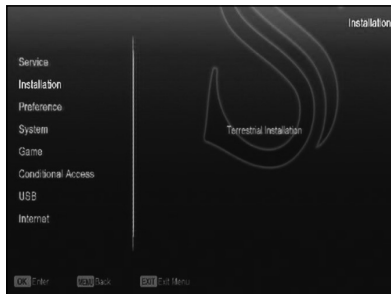 Installation
Service
Installation
Preference
System
Terrestrial Installation
Game
Conditional Access
USB
Internet
OK Enter MENU Back EXIT Exit Menu